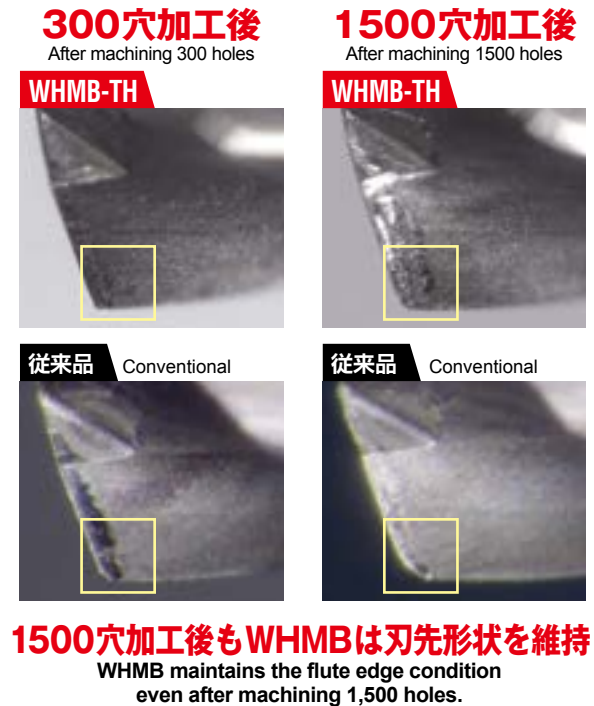 300穴加工後
After machining 300 holes
1500穴加工後
After machining 1500 holes
WHMB-TH
WHMB-TH
従来品 Conventional
従来品 Conventional
1500穴加工後もWHMBは刃先形状を維持
WHMB maintains the flute edge condition
even after machining 1,500 holes.